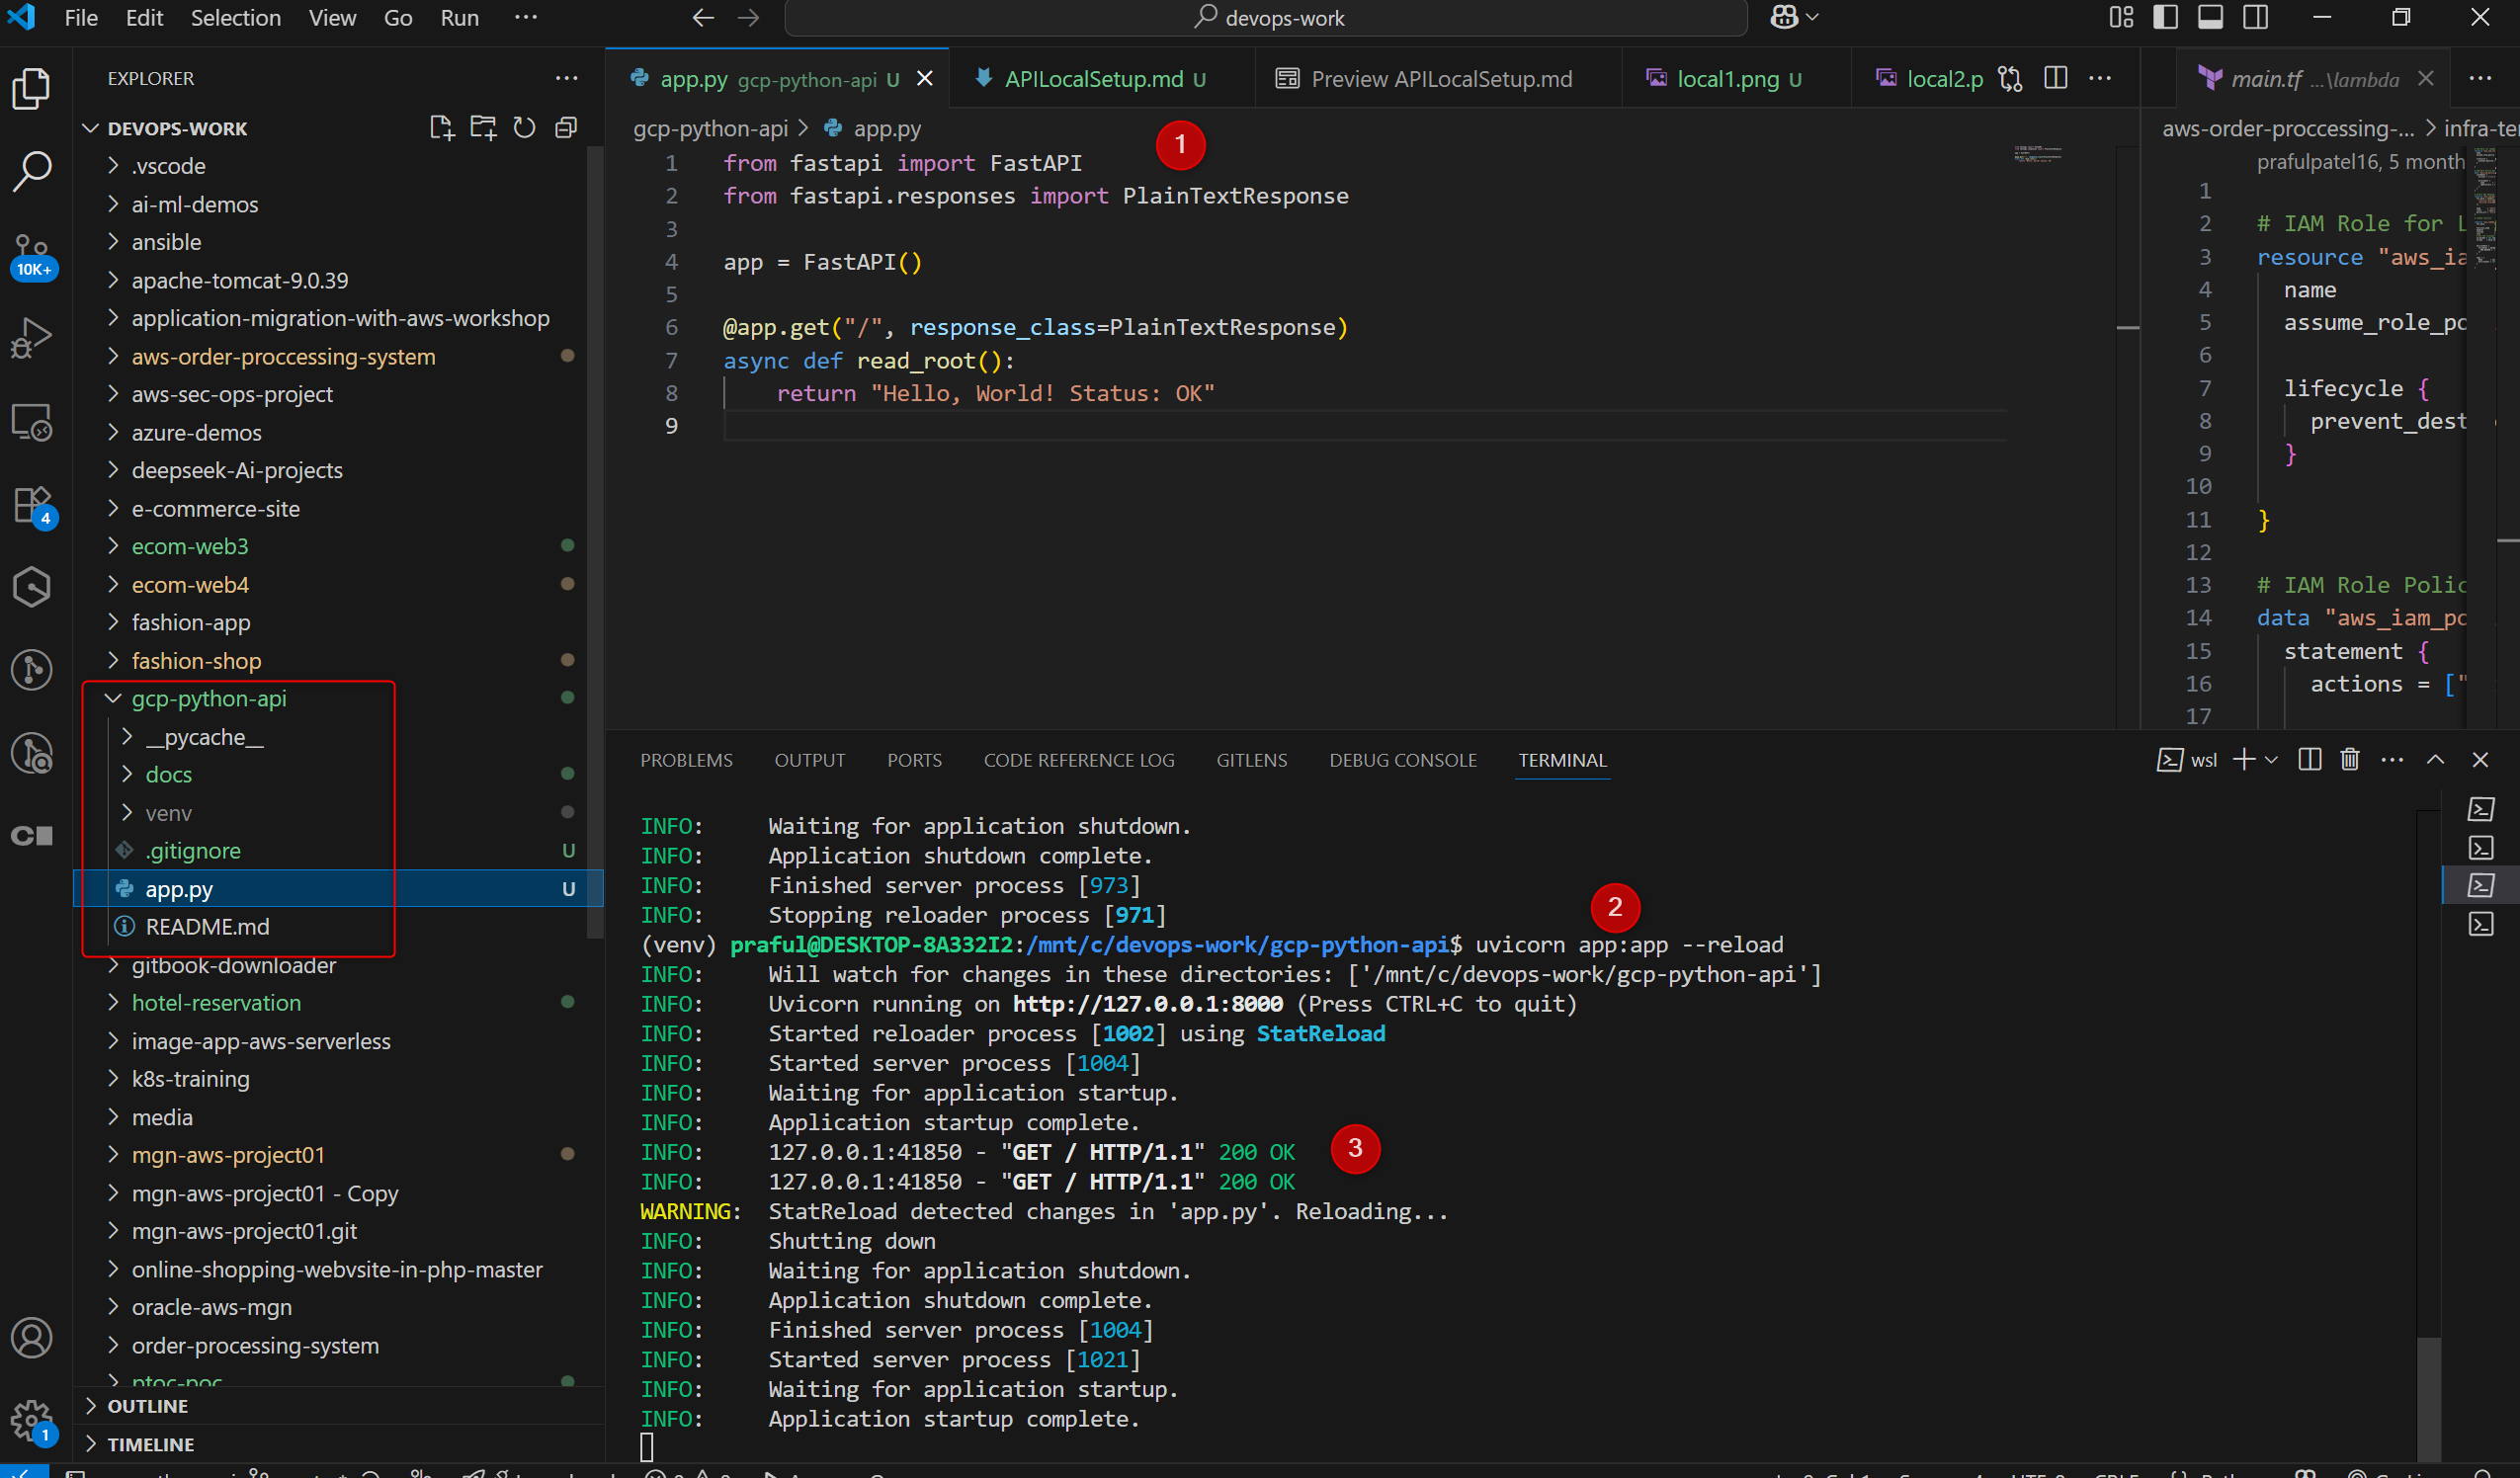 File Edit Selection View Go Run ··· devops-work
EXPLORER ···
DEVOPS-WORK
.vscode
ai-ml-demos
ansible
apache-tomcat-9.0.39
application-migration-with-aws-workshop
aws-order-proccessing-system
aws-sec-ops-project
azure-demos
deepseek-Ai-projects
e-commerce-site
ecom-web3
ecom-web4
fashion-app
fashion-shop
gcp-python-api
__pycache__
docs
venv
.gitignore U
app.py U
README.md
gitbook-downloader
hotel-reservation
image-app-aws-serverless
k8s-training
media
mgn-aws-project01
mgn-aws-project01 - Copy
mgn-aws-project01.git
online-shopping-webvsite-in-php-master
oracle-aws-mgn
order-processing-system
ptoc-poc
OUTLINE
TIMELINE
10K+
4
1
app.py gcp-python-api U APILocalSetup.md U Preview APILocalSetup.md local1.png U local2.p ···
gcp-python-api > app.py
1
1 from fastapi import FastAPI
2 from fastapi.responses import PlainTextResponse
3
4 app = FastAPI()
5
6 @app.get("/", response_class=PlainTextResponse)
7 async def read_root():
8 return "Hello, World! Status: OK"
9
main.tf ...\lambda ···
aws-order-proccessing-... >
prafulpatel16, 5 month
1
2 # IAM Role for L
3 resource "aws_ia
4 name
5 assume_role_po
6
7 lifecycle {
8 prevent_dest
9 }
10
11 }
12
13 # IAM Role Polic
14 data "aws_iam_po
15 statement {
16 actions = ["
17
PROBLEMS OUTPUT PORTS CODE REFERENCE LOG GITLENS DEBUG CONSOLE TERMINAL wsl ···
INFO: Waiting for application shutdown.
INFO: Application shutdown complete.
INFO: Finished server process [973]
INFO: Stopping reloader process [971]
2
(venv) praful@DESKTOP-8A332I2:/mnt/c/devops-work/gcp-python-api$ uvicorn app:app --reload
INFO: Will watch for changes in these directories: ['/mnt/c/devops-work/gcp-python-api']
INFO: Uvicorn running on http://127.0.0.1:8000 (Press CTRL+C to quit)
INFO: Started reloader process [1002] using StatReload
INFO: Started server process [1004]
INFO: Waiting for application startup.
INFO: Application startup complete.
INFO: 127.0.0.1:41850 - "GET / HTTP/1.1" 200 OK
3
INFO: 127.0.0.1:41850 - "GET / HTTP/1.1" 200 OK
WARNING: StatReload detected changes in 'app.py'. Reloading...
INFO: Shutting down
INFO: Waiting for application shutdown.
INFO: Application shutdown complete.
INFO: Finished server process [1004]
INFO: Started server process [1021]
INFO: Waiting for application startup.
INFO: Application startup complete.